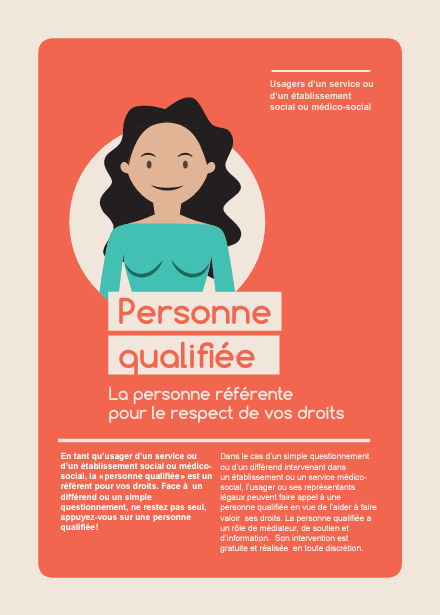 Usagers d'un service ou
d'un établissement
social ou médico-social
Personne
qualifiée
La personne référente
pour le respect de vos droits
En tant qu'usager d'un service ou
d'un établissement social ou médico-
social, la «personne qualifiée» est un
référent pour vos droits. Face à un
différend ou un simple
questionnement, ne restez pas seul,
appuyez-vous sur une personne
qualifiée!
Dans le cas d'un simple questionnement
ou d'un différend intervenant dans
un établissement ou un service médico-
social, l'usager ou ses représentants
légaux peuvent faire appel à une
personne qualifiée en vue de l'aider à faire
valoir ses droits. La personne qualifiée a
un rôle de médiateur, de soutien et
d'information. Son intervention est
gratuite et réalisée en toute discrétion.